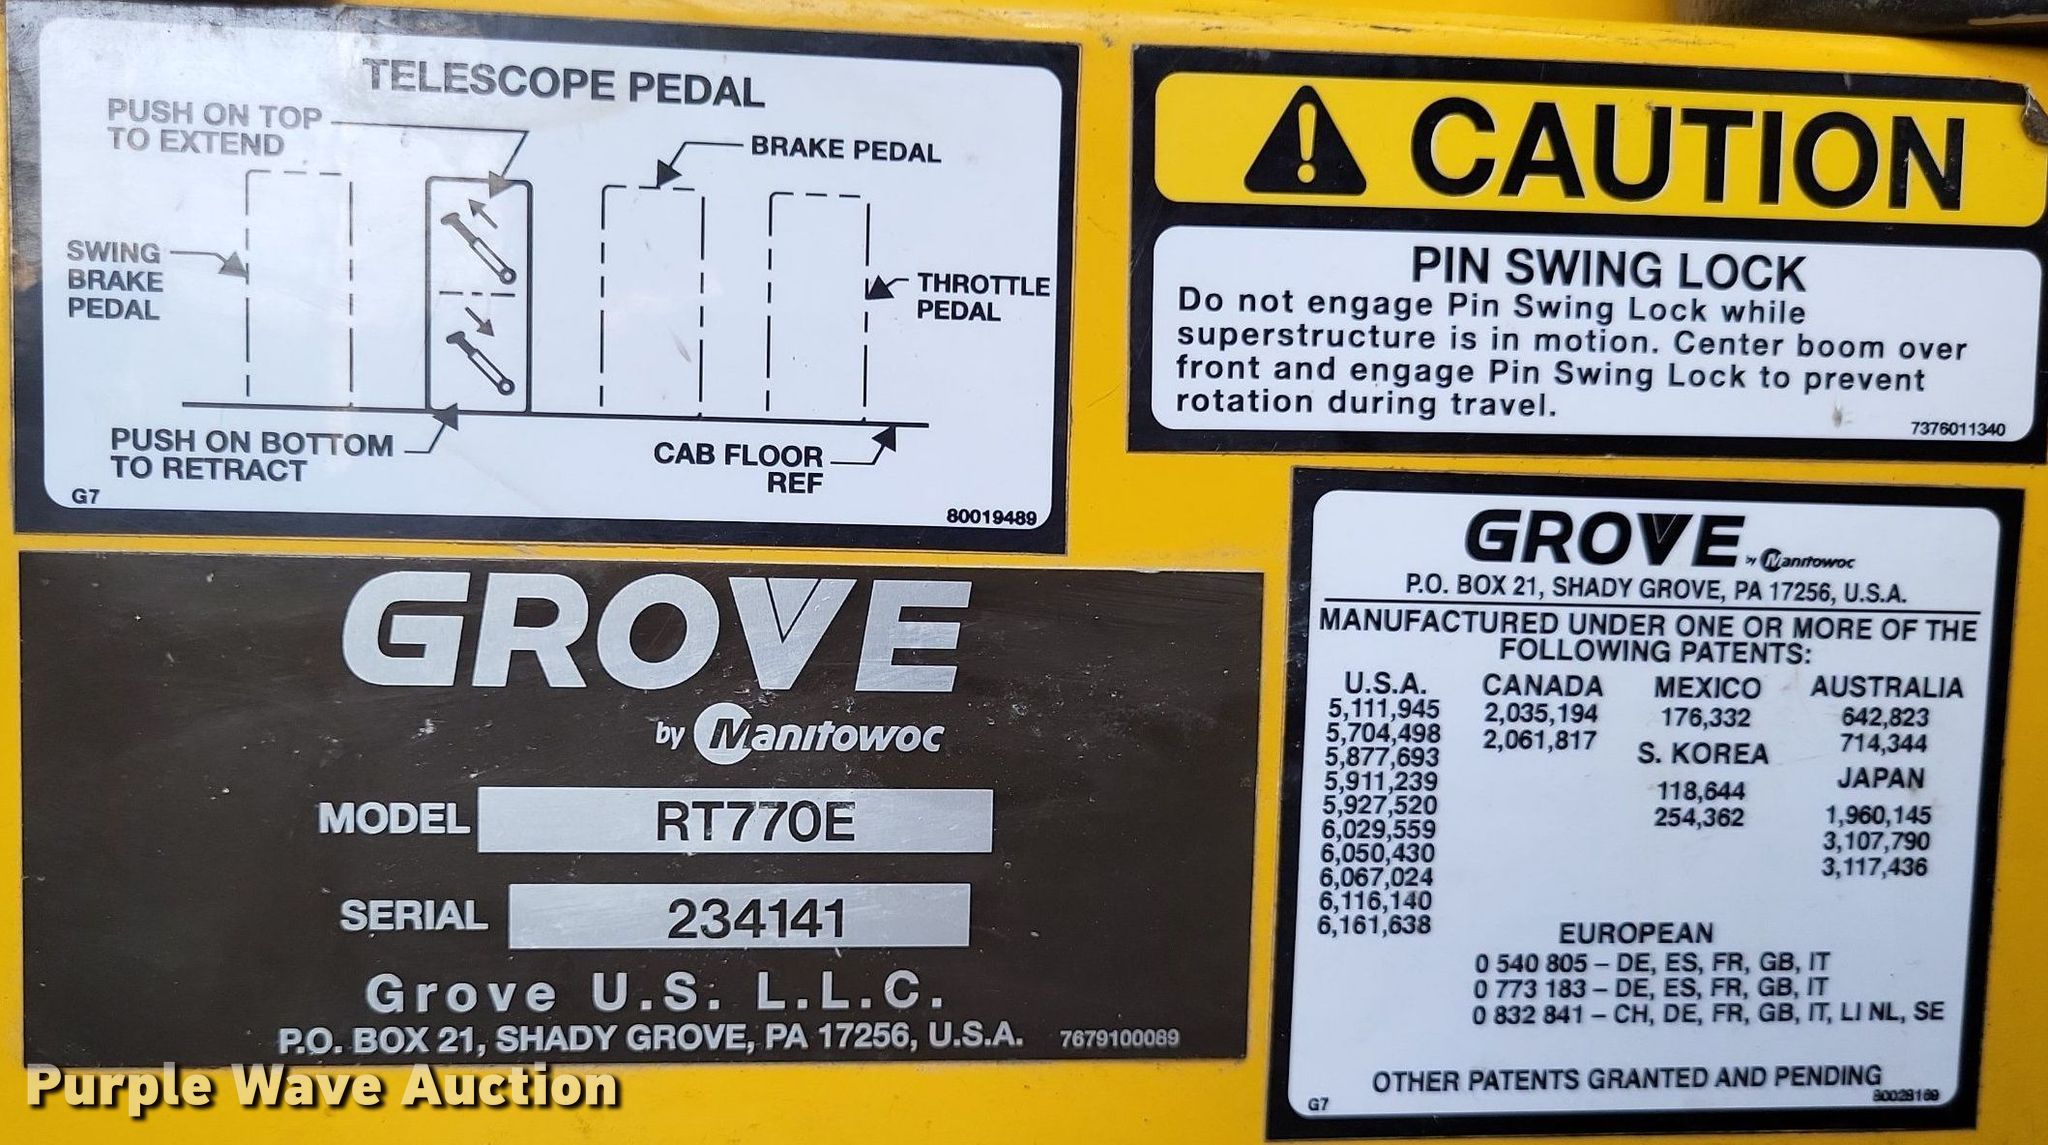 TELESCOPE PEDAL
PUSH ON TOP
TO EXTEND
BRAKE PEDAL
SWING
BRAKE
PEDAL
THROTTLE
PEDAL
PUSH ON BOTTOM
TO RETRACT
CAB FLOOR
REF
G7
80019489
CAUTION
PIN SWING LOCK
Do not engage Pin Swing Lock while
superstructure is in motion. Center boom over
front and engage Pin Swing Lock to prevent
rotation during travel.
7376011340
GROVE
by Manitowoc
MODEL RT770E
SERIAL 234141
Grove U.S. L.L.C.
P.O. BOX 21, SHADY GROVE, PA 17256, U.S.A.
7679100089
GROVE by Manitowoc
P.O. BOX 21, SHADY GROVE, PA 17256, U.S.A.
MANUFACTURED UNDER ONE OR MORE OF THE
FOLLOWING PATENTS:
U.S.A.
5,111,945
5,704,498
5,877,693
5,911,239
5,927,520
6,029,559
6,050,430
6,067,024
6,116,140
6,161,638
CANADA
2,035,194
2,061,817
MEXICO
176,332
S. KOREA
118,644
254,362
AUSTRALIA
642,823
714,344
JAPAN
1,960,145
3,107,790
3,117,436
EUROPEAN
0 540 805 – DE, ES, FR, GB, IT
0 773 183 – DE, ES, FR, GB, IT
0 832 841 – CH, DE, FR, GB, IT, LI NL, SE
OTHER PATENTS GRANTED AND PENDING
G7
80028169
Purple Wave Auction